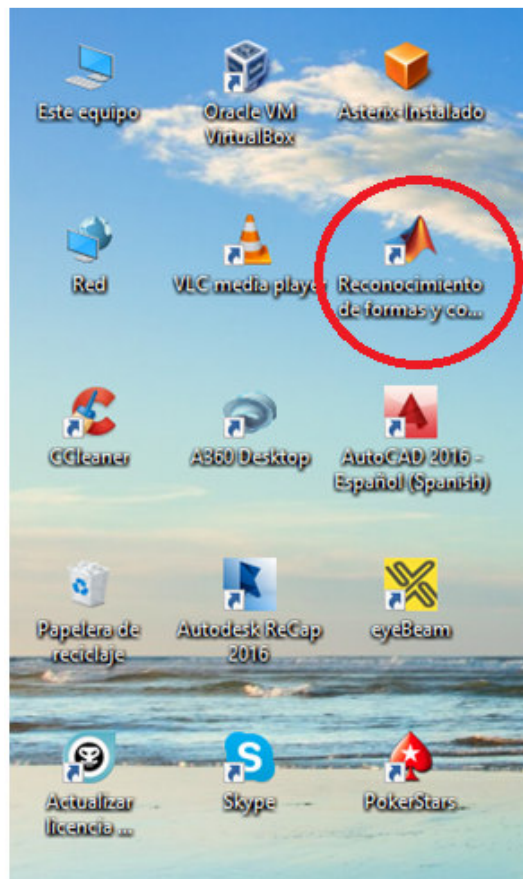 Este equipo
Oracle VM
VirtualBox
Asterix-Instalado
Red
VLC media player
Reconocimiento
de formas y co...
CCleaner
A360 Desktop
AutoCAD 2016 -
Español (Spanish)
Papelera de
reciclaje
Autodesk ReCap
2016
eyeBeam
Actualizar
licencia ...
Skype
PokerStars